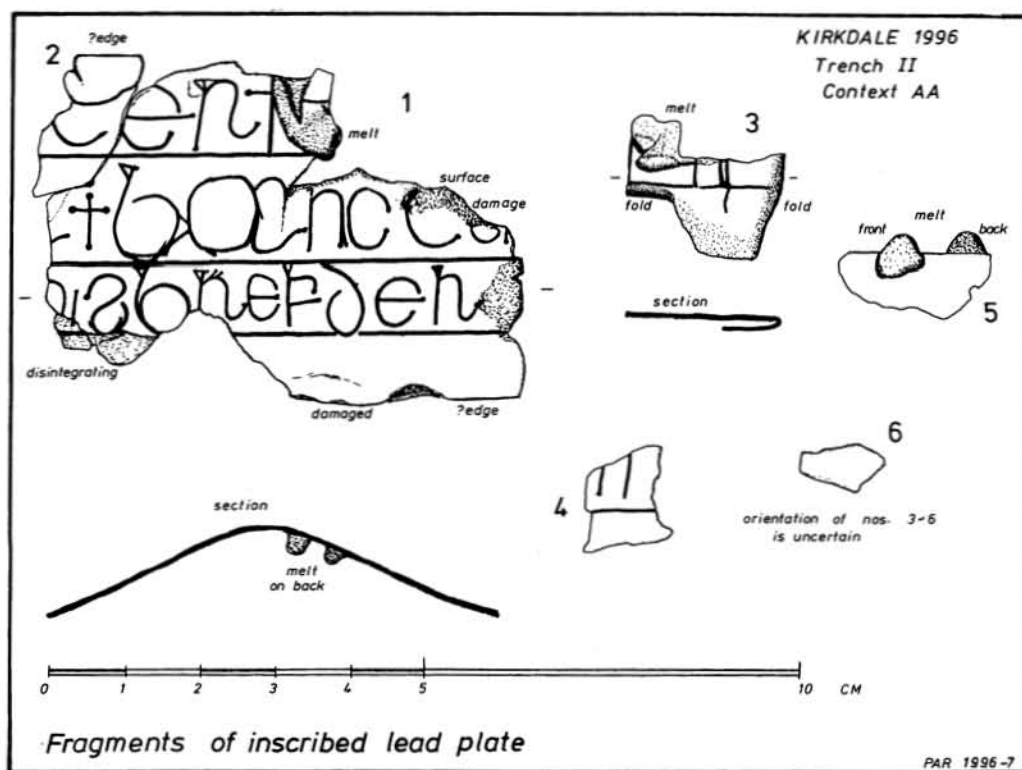 KIRKDALE 1996
Trench II
Context AA
?edge
2
1
melt
cen
surface
damage
+ banc
disintegrating
damaged
?edge
melt
3
fold
fold
section
front
melt
back
5
4
6
orientation of nos. 3-6
is uncertain
section
melt
on back
0 1 2 3 4 5 10 CM
Fragments of inscribed lead plate
PAR 1996-7